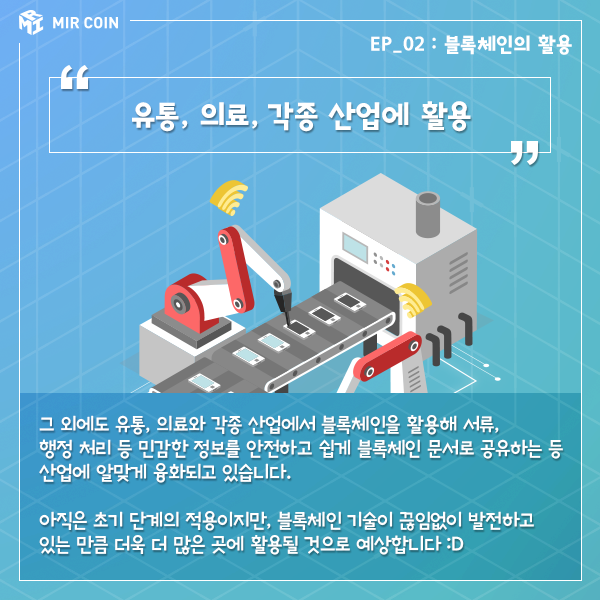 MIR COIN
EP_02 : 블록체인의 활용
“
유통, 의료, 각종 산업에 활용
”
그 외에도 유통, 의료와 각종 산업에서 블록체인을 활용해 서류,
행정 처리 등 민감한 정보를 안전하고 쉽게 블록체인 문서로 공유하는 등
산업에 알맞게 융화되고 있습니다.
아직은 초기 단계의 적용이지만, 블록체인 기술이 끊임없이 발전하고
있는 만큼 더욱 더 많은 곳에 활용될 것으로 예상합니다 :D